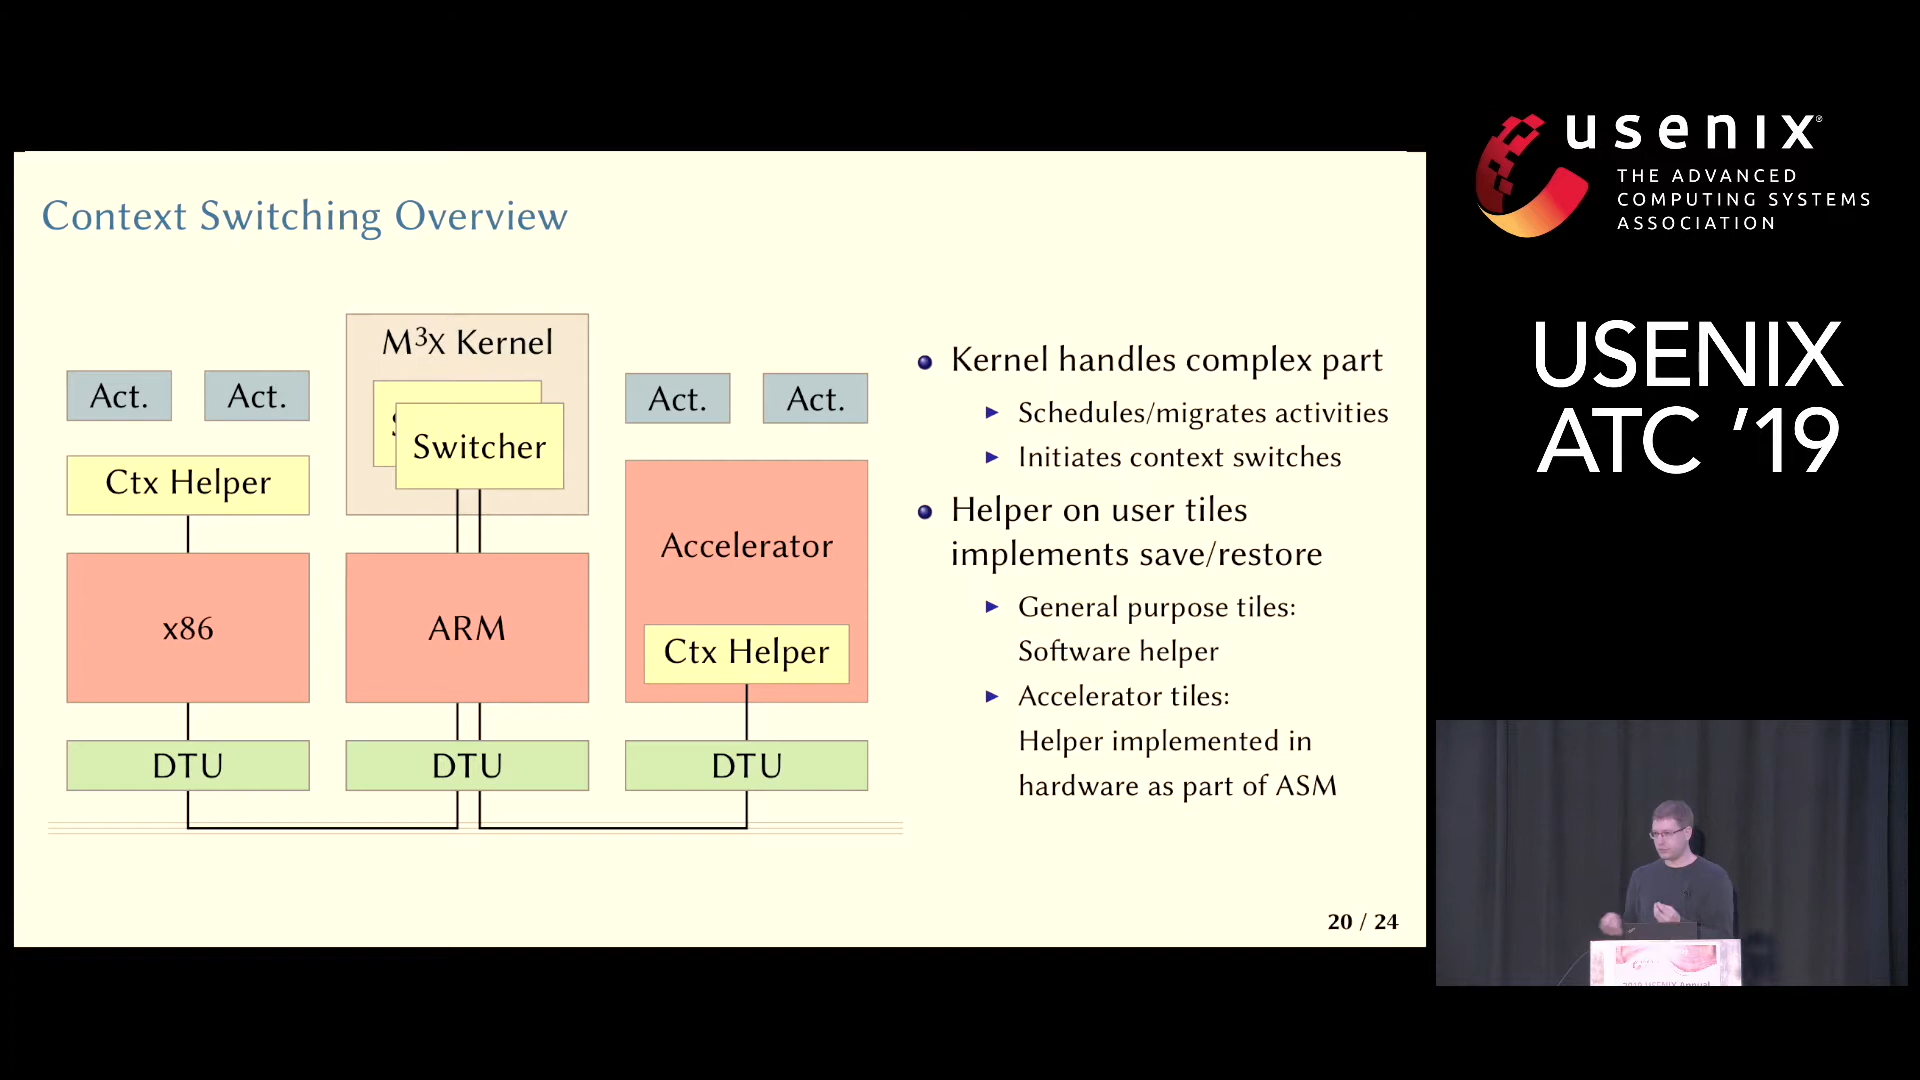 Context Switching Overview
M³x Kernel
Act.
Act.
Act.
Act.
S
Switcher
Ctx Helper
Accelerator
x86
ARM
Ctx Helper
DTU
DTU
DTU
Kernel handles complex part
Schedules/migrates activities
Initiates context switches
Helper on user tiles
implements save/restore
General purpose tiles:
Software helper
Accelerator tiles:
Helper implemented in
hardware as part of ASM
20 / 24
usenix®
THE ADVANCED
COMPUTING SYSTEMS
ASSOCIATION
USENIX
ATC '19
2019 USENIX Annual